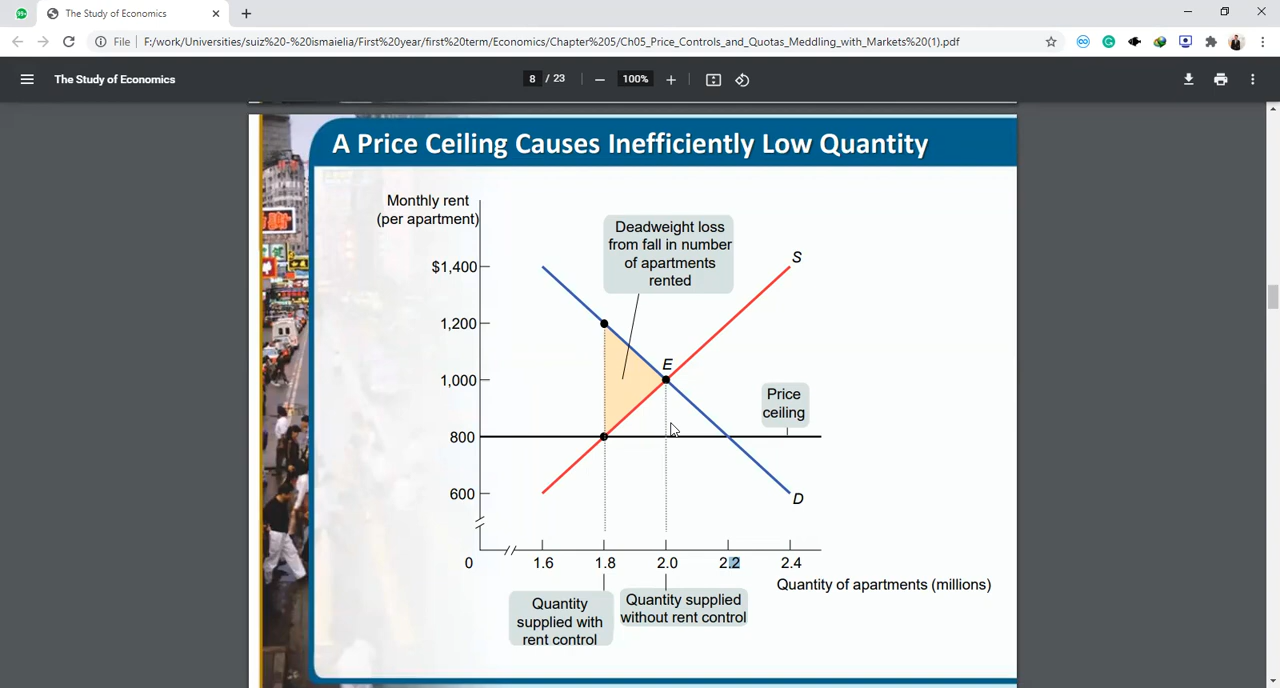 99+
The Study of Economics
File
F:/work/Universities/suiz%20-%20ismaielia/First%20year/first%20term/Economics/Chapter%205/Ch05_Price_Controls_and_Quotas_Meddling_with_Markets%20(1).pdf
The Study of Economics
8 / 23
100%
A Price Ceiling Causes Inefficiently Low Quantity
Monthly rent
(per apartment)
Deadweight loss
from fall in number
of apartments
rented
$1,400
S
1,200
E
1,000
Price
ceiling
800
600
D
0
1.6
1.8
2.0
2.2
2.4
Quantity of apartments (millions)
Quantity
supplied with
rent control
Quantity supplied
without rent control